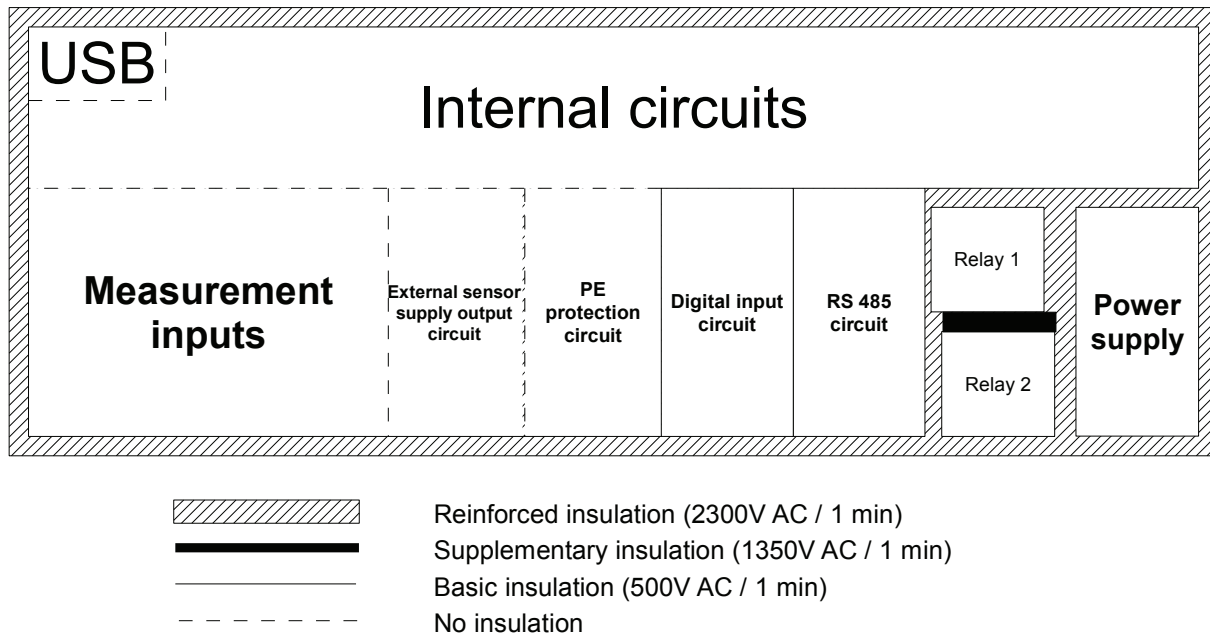 USB
Internal circuits
Measurement
inputs
External sensor
supply output
circuit
PE
protection
circuit
Digital input
circuit
RS 485
circuit
Relay 1
Relay 2
Power
supply
Reinforced insulation (2300V AC / 1 min)
Supplementary insulation (1350V AC / 1 min)
Basic insulation (500V AC / 1 min)
No insulation